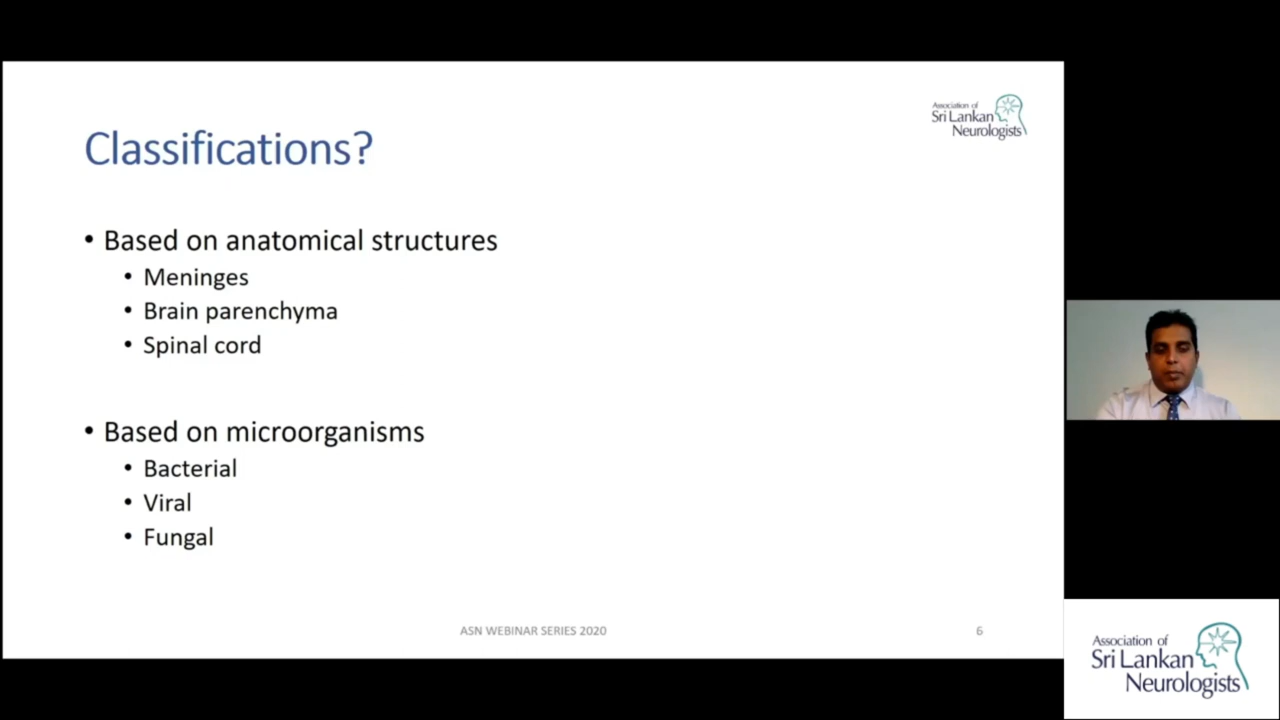 Association of
Sri Lankan
Neurologists
Classifications?
• Based on anatomical structures
• Meninges
• Brain parenchyma
• Spinal cord
• Based on microorganisms
• Bacterial
• Viral
• Fungal
ASN WEBINAR SERIES 2020
6
Association of
Sri Lankan
Neurologists